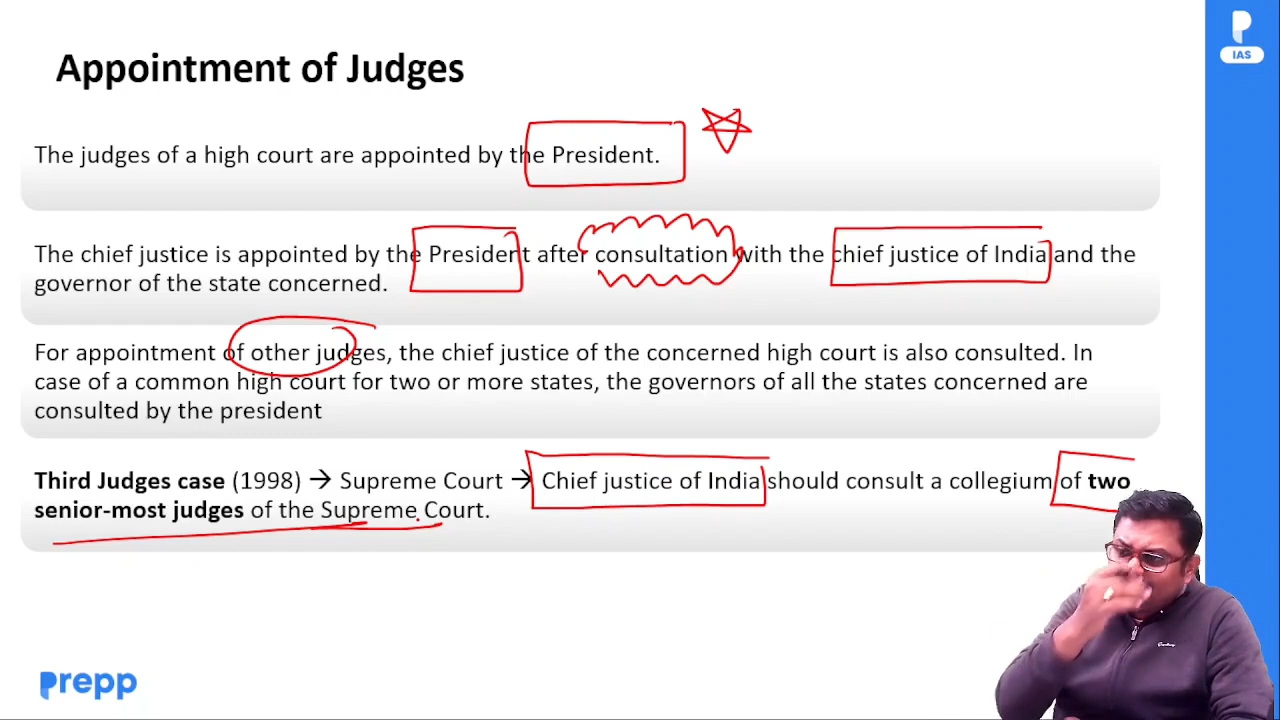 Appointment of Judges
IAS
The judges of a high court are appointed by the President.
The chief justice is appointed by the President after consultation with the chief justice of India and the
governor of the state concerned.
For appointment of other judges, the chief justice of the concerned high court is also consulted. In
case of a common high court for two or more states, the governors of all the states concerned are
consulted by the president
Third Judges case (1998) → Supreme Court → Chief justice of India should consult a collegium of two
senior-most judges of the Supreme Court.
prepp